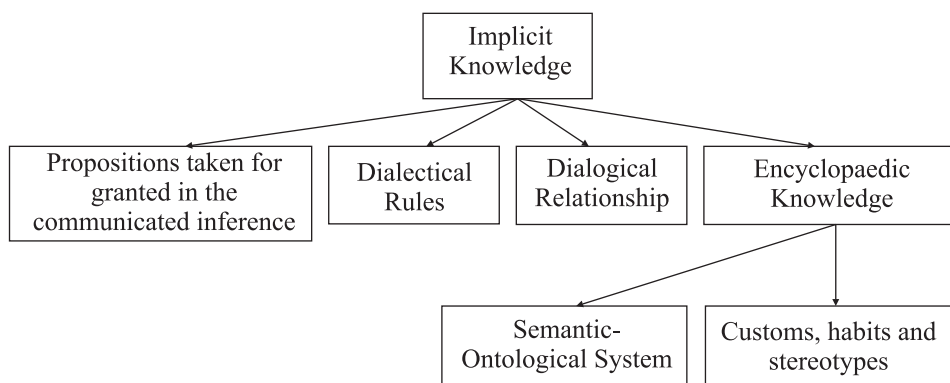 Implicit
Knowledge
Propositions taken for
granted in the
communicated inference
Dialectical
Rules
Dialogical
Relationship
Encyclopaedic
Knowledge
Semantic-
Ontological System
Customs, habits and
stereotypes